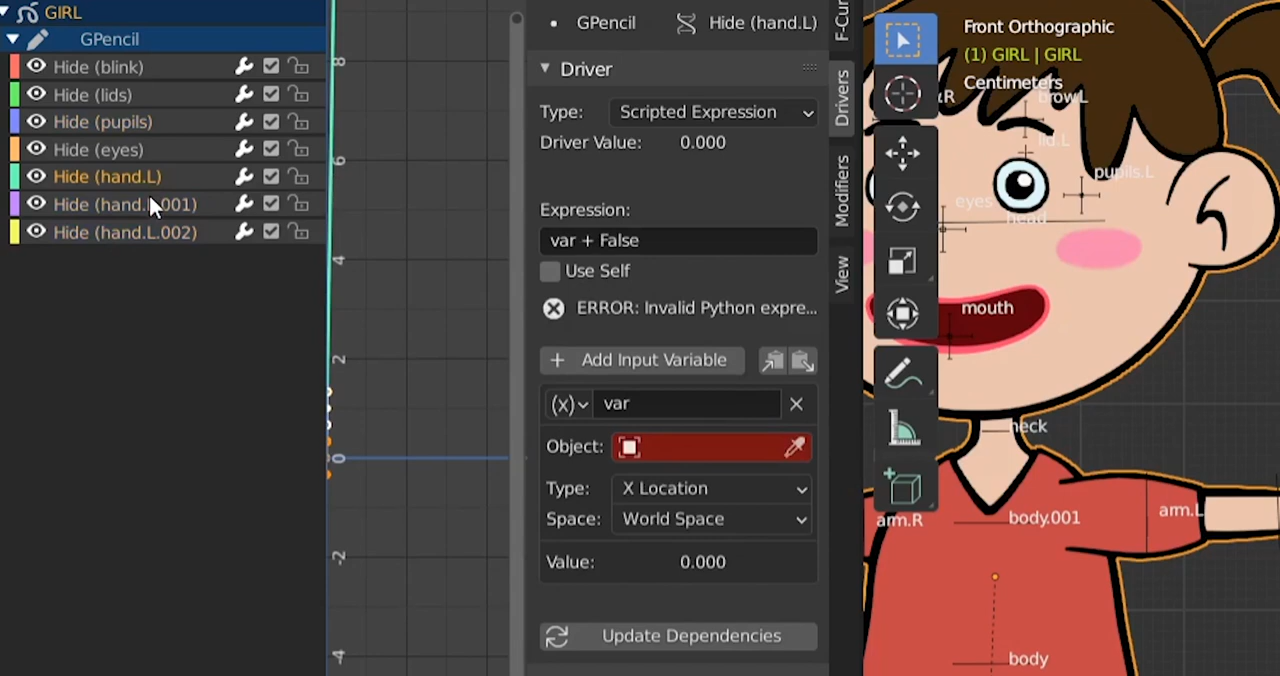 GIRL
GPencil
Hide (blink)
Hide (lids)
Hide (pupils)
Hide (eyes)
Hide (hand.L)
Hide (hand.L.001)
Hide (hand.L.002)
8
6
4
2
0
-2
-4
GPencil
Hide (hand.L)
Driver
Type:
Scripted Expression
Driver Value:
0.000
Expression:
var + False
Use Self
ERROR: Invalid Python expre...
Add Input Variable
(x)
var
Object:
Type:
X Location
Space:
World Space
Value:
0.000
Update Dependencies
F-Cur
Drivers
Modifiers
View
Front Orthographic
(1) GIRL | GIRL
Centimeters
browL
lid.L
pupils.L
eyes
head
mouth
neck
arm.R
body.001
arm.L
body